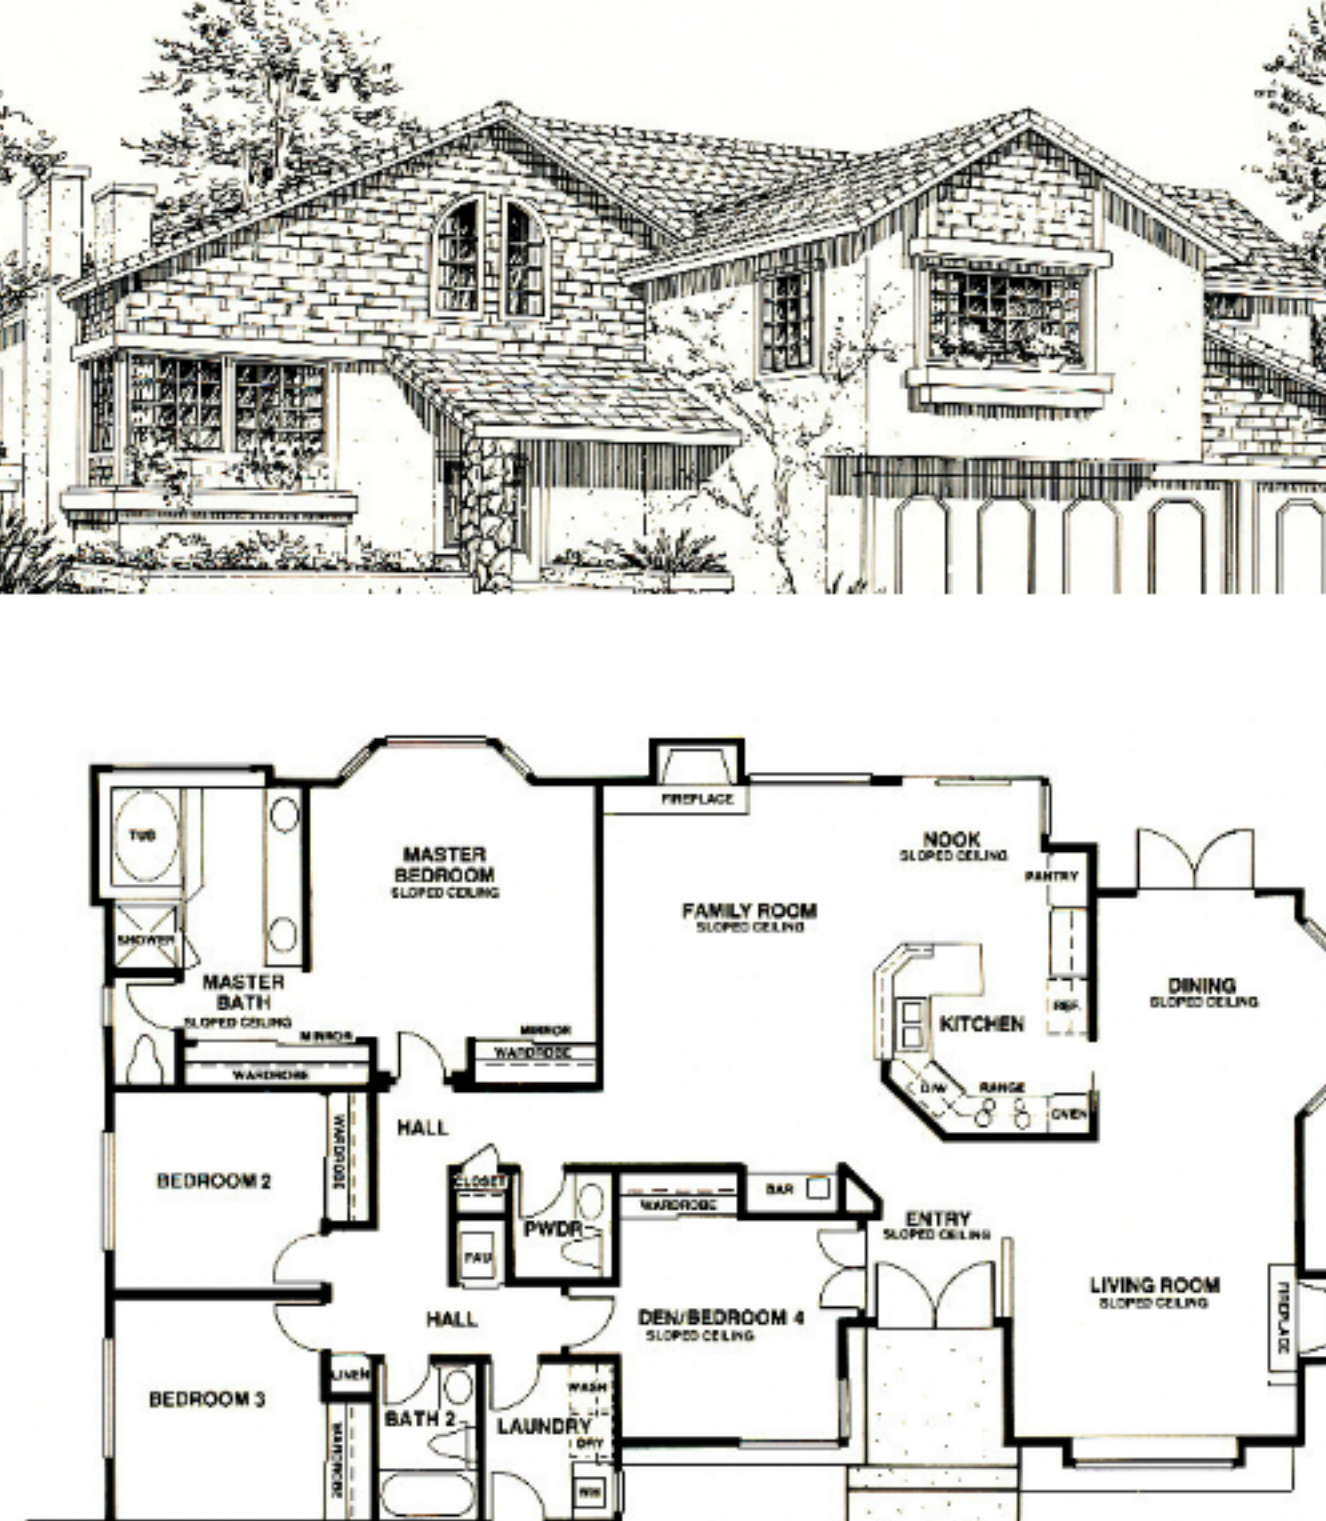 FIREPLACE
TUB
NOOK
SLOPED CEILING
MASTER
BEDROOM
SLOPED CEILING
PANTRY
FAMILY ROOM
SLOPED CEILING
SHOWER
MASTER
BATH
SLOPED CEILING
DINING
SLOPED CEILING
REF.
KITCHEN
MIRROR
MIRROR
WARDROBE
WARDROBE
D/W
RANGE
OVEN
HALL
WARDROBE
BEDROOM 2
CLOSET
BAR
WARDROBE
PWDR
ENTRY
SLOPED CEILING
FAU
LIVING ROOM
SLOPED CEILING
FIREPLACE
HALL
DEN/BEDROOM 4
SLOPED CEILING
LINEN
WASH
BEDROOM 3
BATH 2
LAUNDRY
DRY
WARDROBE